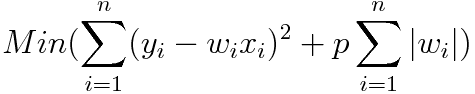 Min(\sum_{i=1}^{n}(y_i - w_i x_i)^2 + p\sum_{i=1}^{n}|w_i|)